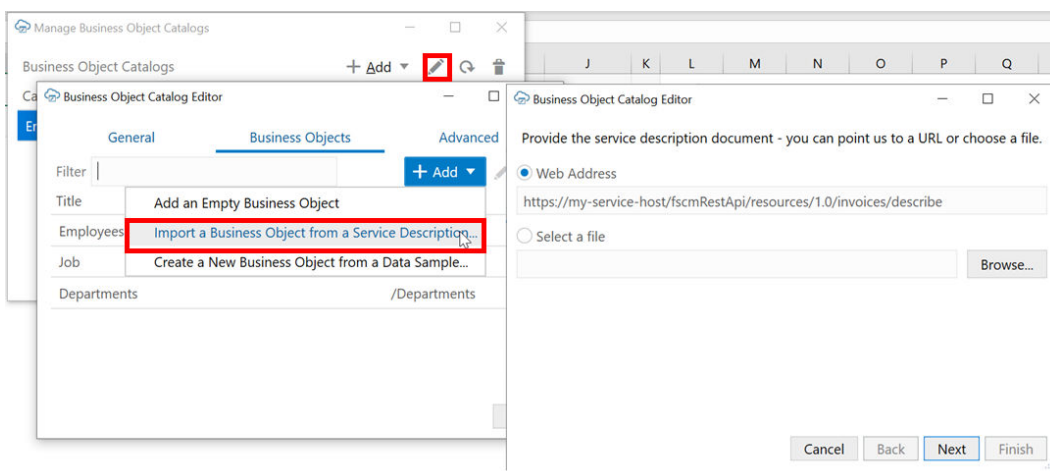 Manage Business Object Catalogs
Business Object Catalogs
+ Add
Ca
Er
Business Object Catalog Editor
General Business Objects Advanced
Filter + Add
Title
Add an Empty Business Object
Employees
Import a Business Object from a Service Description...
Job
Create a New Business Object from a Data Sample...
Departments /Departments
J K L M N O P Q
Business Object Catalog Editor
Provide the service description document - you can point us to a URL or choose a file.
Web Address
https://my-service-host/fscmRestApi/resources/1.0/invoices/describe
Select a file
Browse...
Cancel Back Next Finish